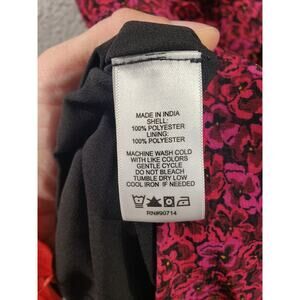 MADE IN INDIA
SHELL:
100% POLYESTER
LINING:
100% POLYESTER
MACHINE WASH COLD
WITH LIKE COLORS
GENTLE CYCLE
DO NOT BLEACH
TUMBLE DRY LOW
COOL IRON IF NEEDED
RN#90714